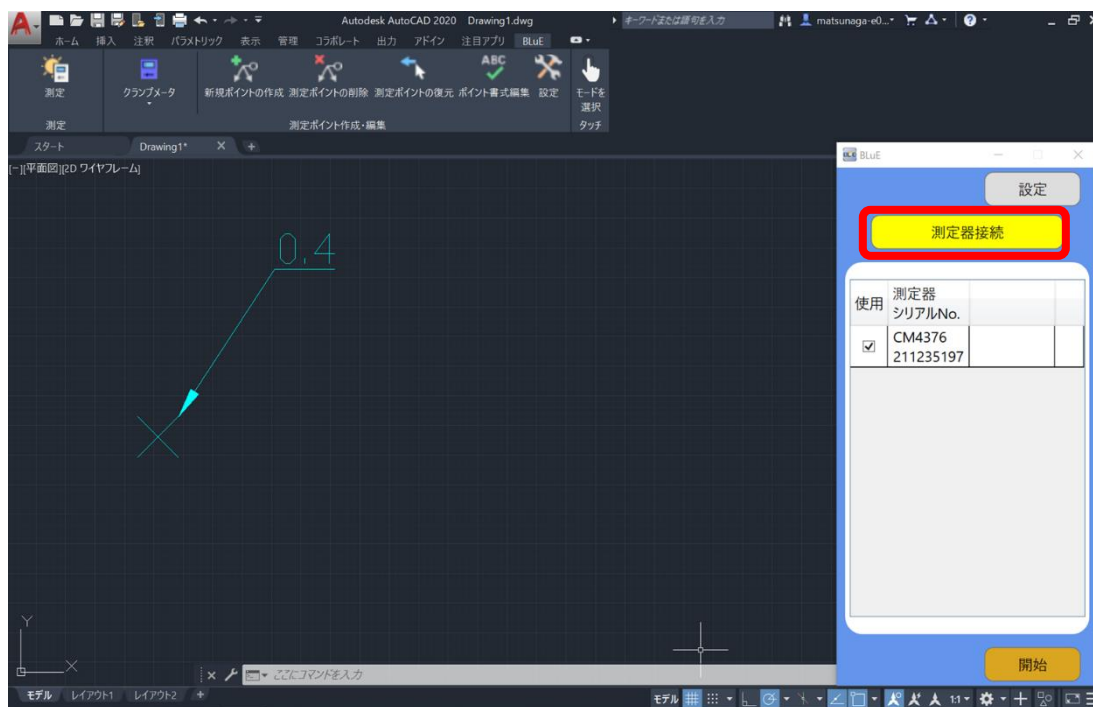 Autodesk AutoCAD 2020 Drawing1.dwg
キーワードまたは語句を入力
matsunaga-e0...
ホーム 挿入 注釈 パラメトリック 表示 管理 コラボレート 出力 アドイン 注目アプリ BLuE
測定 クランプメータ 新規ポイントの作成 測定ポイントの削除 測定ポイントの復元 ABC ポイント書式編集 設定 モードを
選択
測定 測定ポイント作成・編集 タッチ
スタート Drawing1* X +
[-][平面図][2D ワイヤフレーム]
0.4
BLuE
設定
測定器接続
使用 測定器
シリアルNo.
CM4376
211235197
開始
Y
X
ここにコマンドを入力
モデル レイアウト1 レイアウト2 +
モデル 1:1